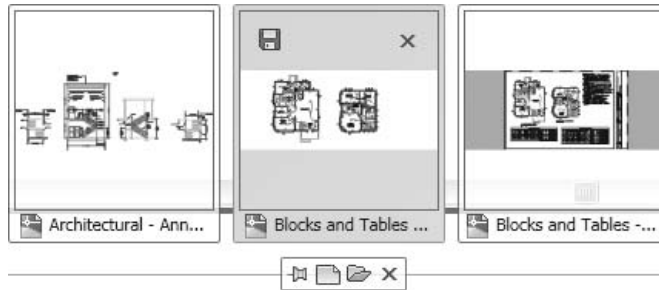 Architectural - Ann...
Blocks and Tables ...
Blocks and Tables -...